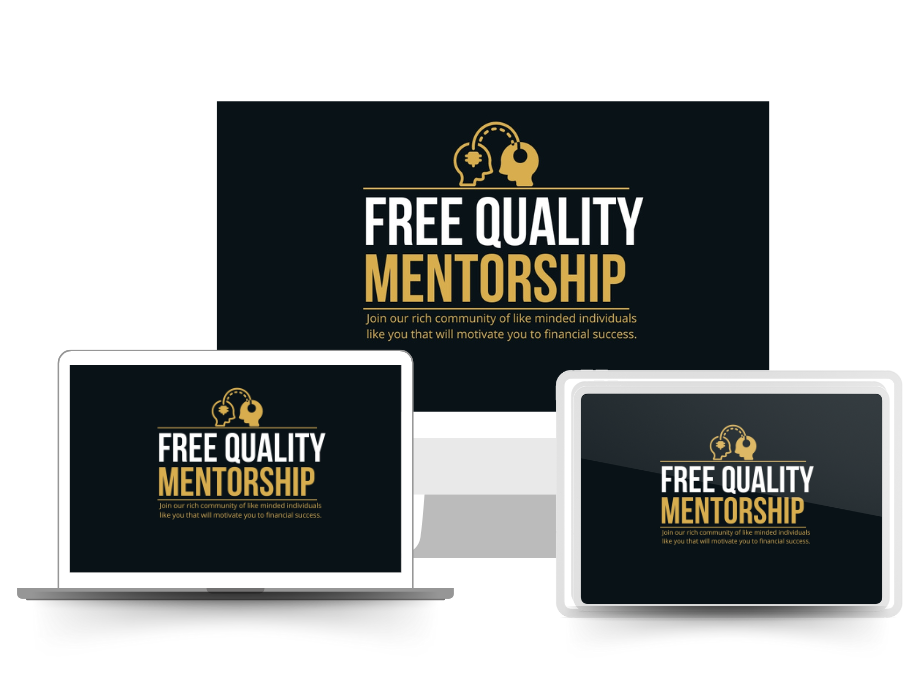 FREE QUALITY
MENTORSHIP
Join our rich community of like minded individuals
like you that will motivate you to financial success.
FREE QUALITY
MENTORSHIP
Join our rich community of like minded individuals
like you that will motivate you to financial success.
FREE QUALITY
MENTORSHIP
Join our rich community of like minded individuals
like you that will motivate you to financial success.